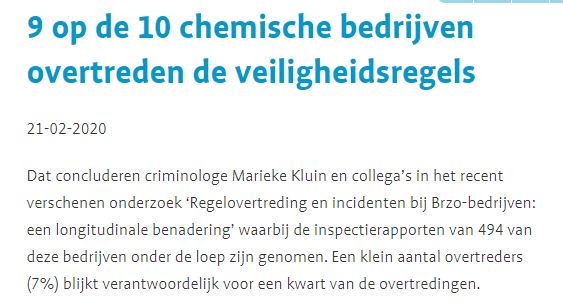 9 op de 10 chemische bedrijven
overtreden de veiligheidsregels
21-02-2020
Dat concluderen criminologe Marieke Kluin en collega’s in het recent
verschenen onderzoek ‘Regelovertreding en incidenten bij Brzo-bedrijven:
een longitudinale benadering’ waarbij de inspectierapporten van 494 van
deze bedrijven onder de loep zijn genomen. Een klein aantal overtreders
(7%) blijkt verantwoordelijk voor een kwart van de overtredingen.